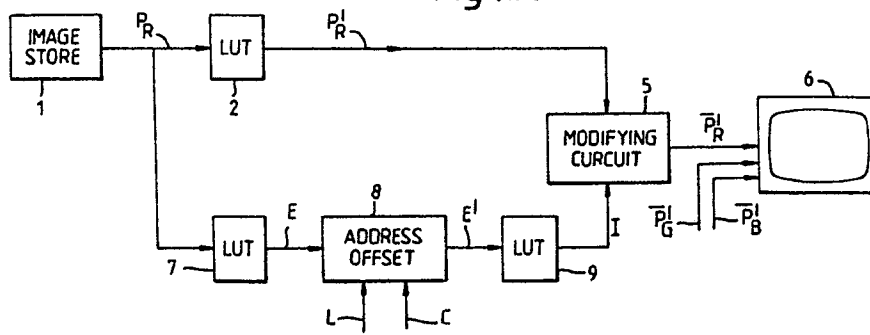 IMAGE
STORE
1
P_R
LUT
2
P_R^I
5
MODIFYING
CURCUIT
P̅_R^I
6
P̅_G^I
P̅_B^I
LUT
7
E
8
ADDRESS
OFFSET
E^I
LUT
9
I
L
C